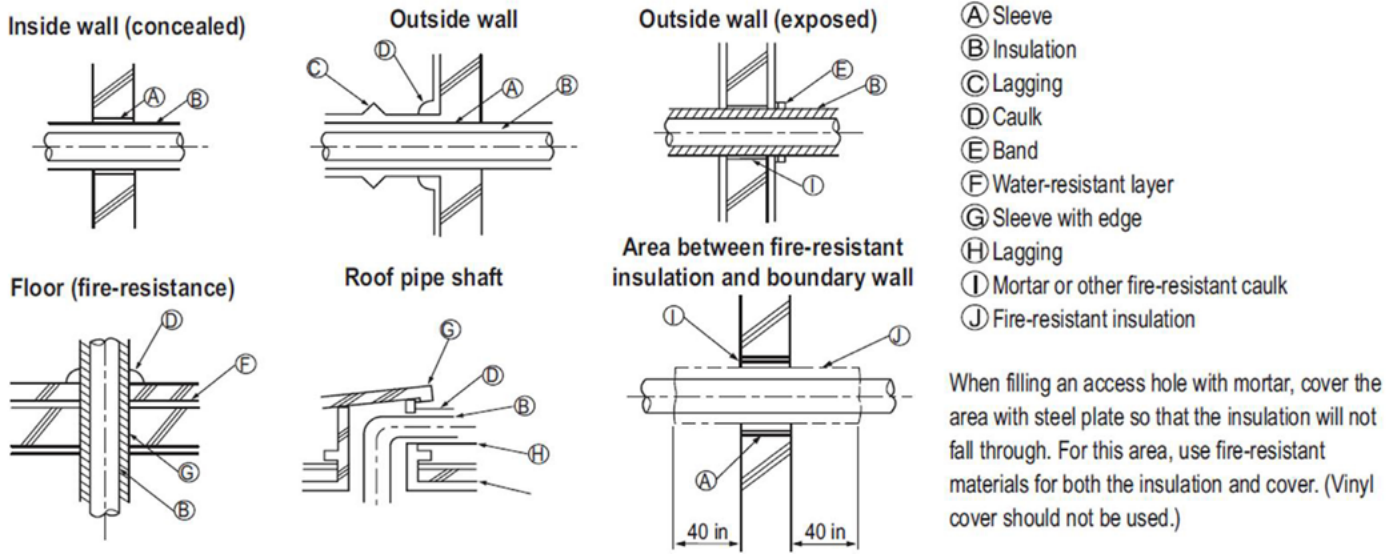 Inside wall (concealed)
Ⓐ
Ⓑ
Outside wall
Ⓒ
Ⓓ
Ⓐ
Ⓑ
Outside wall (exposed)
Ⓔ
Ⓑ
Ⓘ
Floor (fire-resistance)
Ⓓ
Ⓕ
Ⓖ
Ⓑ
Roof pipe shaft
Ⓖ
Ⓓ
Ⓑ
Ⓗ
Area between fire-resistant
insulation and boundary wall
Ⓘ
Ⓙ
Ⓐ
40 in
40 in
Ⓐ Sleeve
Ⓑ Insulation
Ⓒ Lagging
Ⓓ Caulk
Ⓔ Band
Ⓕ Water-resistant layer
Ⓖ Sleeve with edge
Ⓗ Lagging
Ⓘ Mortar or other fire-resistant caulk
Ⓙ Fire-resistant insulation
When filling an access hole with mortar, cover the
area with steel plate so that the insulation will not
fall through. For this area, use fire-resistant
materials for both the insulation and cover. (Vinyl
cover should not be used.)